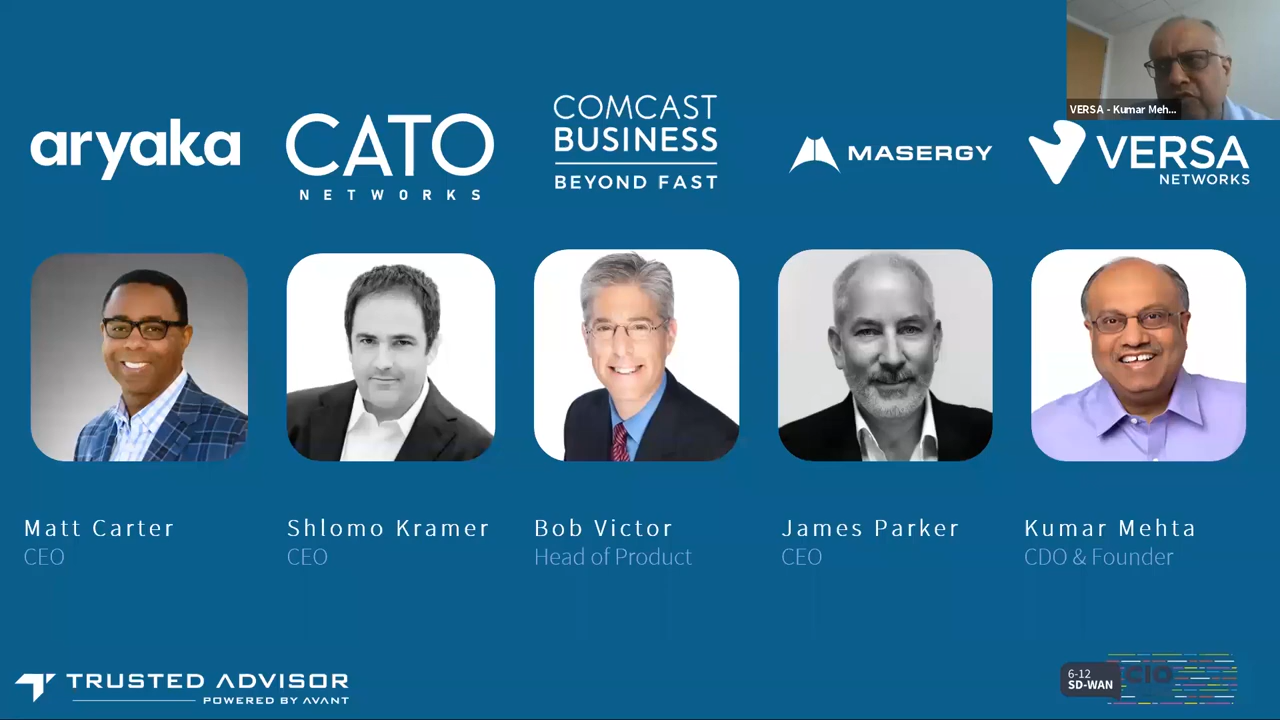 VERSA - Kumar Meh...
aryaka
CATO
NETWORKS
COMCAST
BUSINESS
BEYOND FAST
MASERGY
VERSA
NETWORKS
Matt Carter
CEO
Shlomo Kramer
CEO
Bob Victor
Head of Product
James Parker
CEO
Kumar Mehta
CDO & Founder
TRUSTED ADVISOR
POWERED BY AVANT
6-12
SD-WAN
CIO